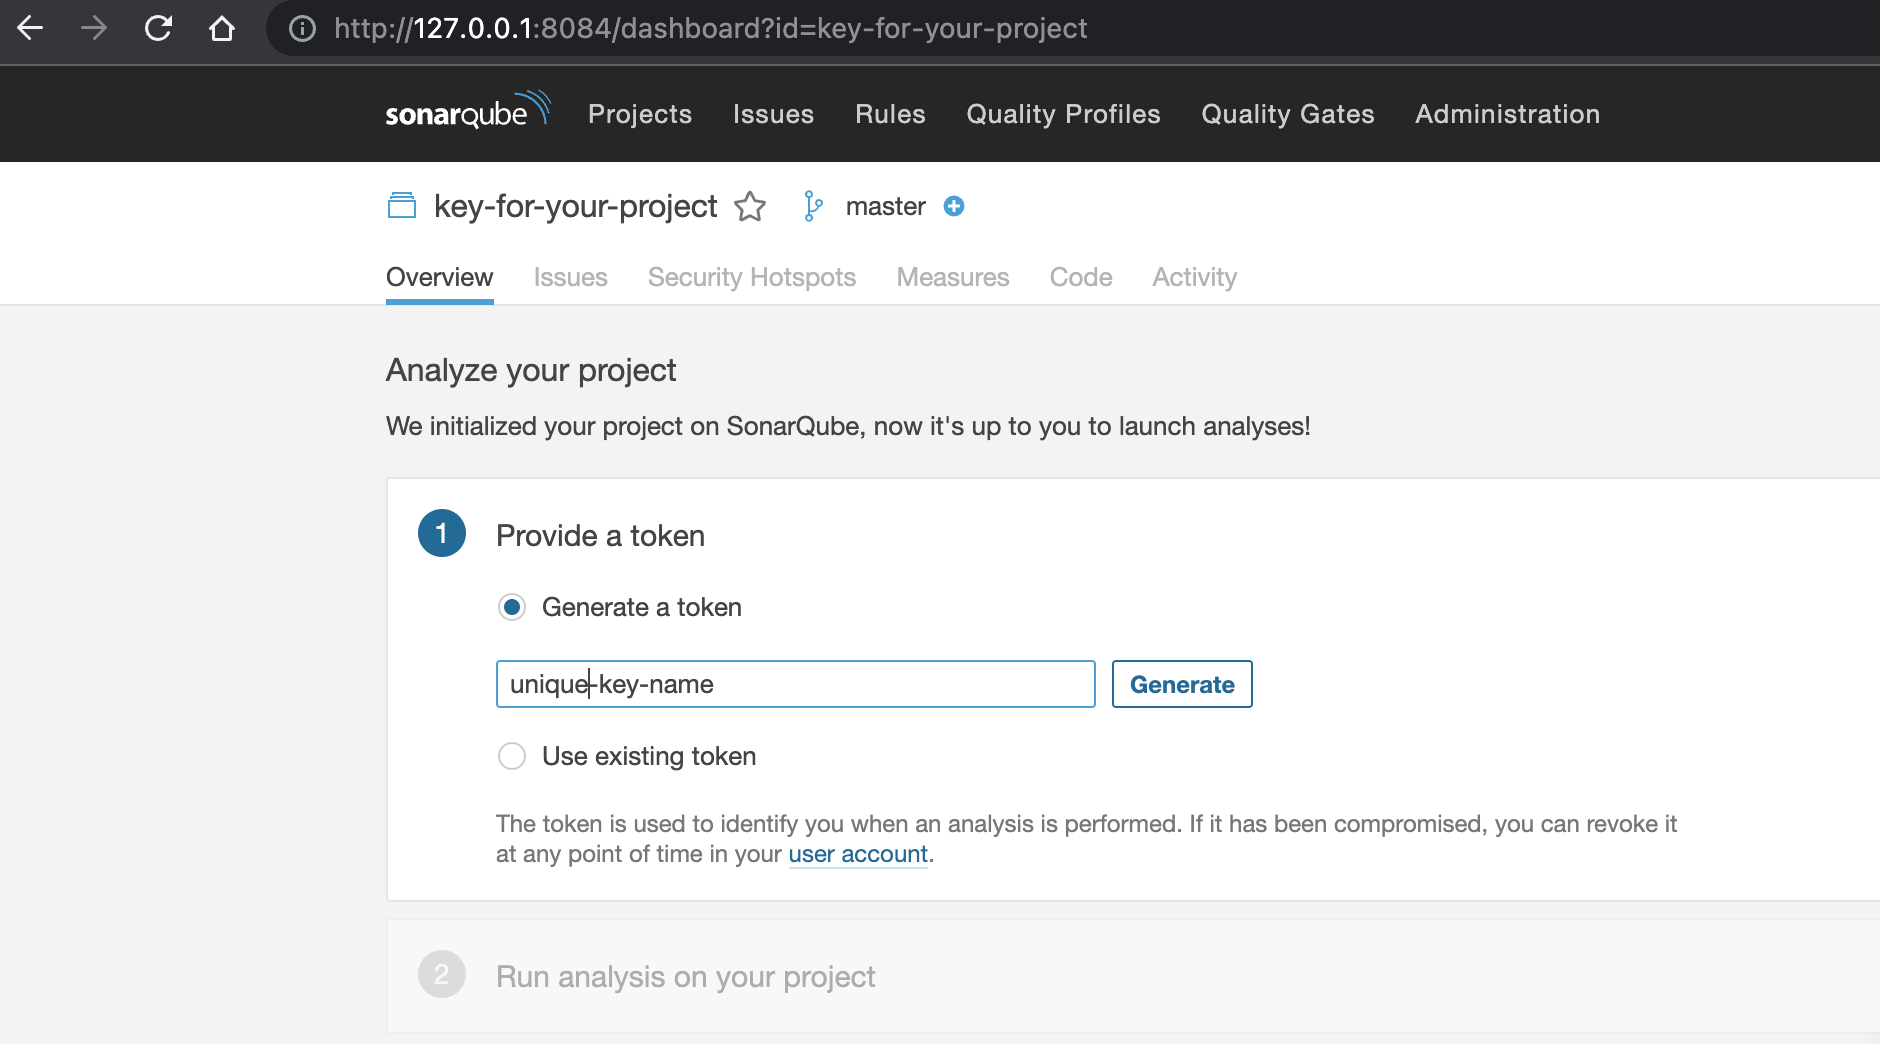 http://127.0.0.1:8084/dashboard?id=key-for-your-project
sonarqube Projects Issues Rules Quality Profiles Quality Gates Administration
key-for-your-project master
Overview Issues Security Hotspots Measures Code Activity
Analyze your project
We initialized your project on SonarQube, now it's up to you to launch analyses!
1 Provide a token
Generate a token
unique-key-name Generate
Use existing token
The token is used to identify you when an analysis is performed. If it has been compromised, you can revoke it
at any point of time in your user account.
2 Run analysis on your project